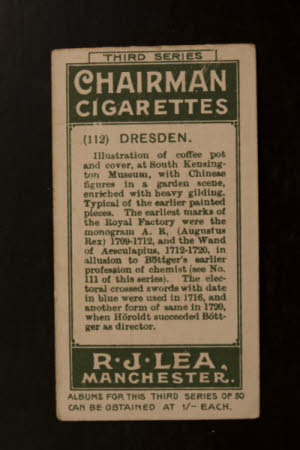 THIRD SERIES
CHAIRMAN
CIGARETTES
(112) DRESDEN.
Illustration of coffee pot
and cover, at South Kensing-
ton Museum, with Chinese
figures in a garden scene,
enriched with heavy gilding.
Typical of the earlier painted
pieces. The earliest marks of
the Royal Factory were the
monogram A. R. (Augustus
Rex) 1709-1712, and the Wand
of Aesculapius, 1712-1720, in
allusion to Böttger's earlier
profession of chemist (see No.
111 of this series). The elec-
toral crossed swords with date
in blue were used in 1716, and
another form of same in 1720,
when Höroldt succeeded Bött-
ger as director.
R·J·LEA,
MANCHESTER.
ALBUMS FOR THIS THIRD SERIES OF 50
CAN BE OBTAINED AT 1/- EACH.